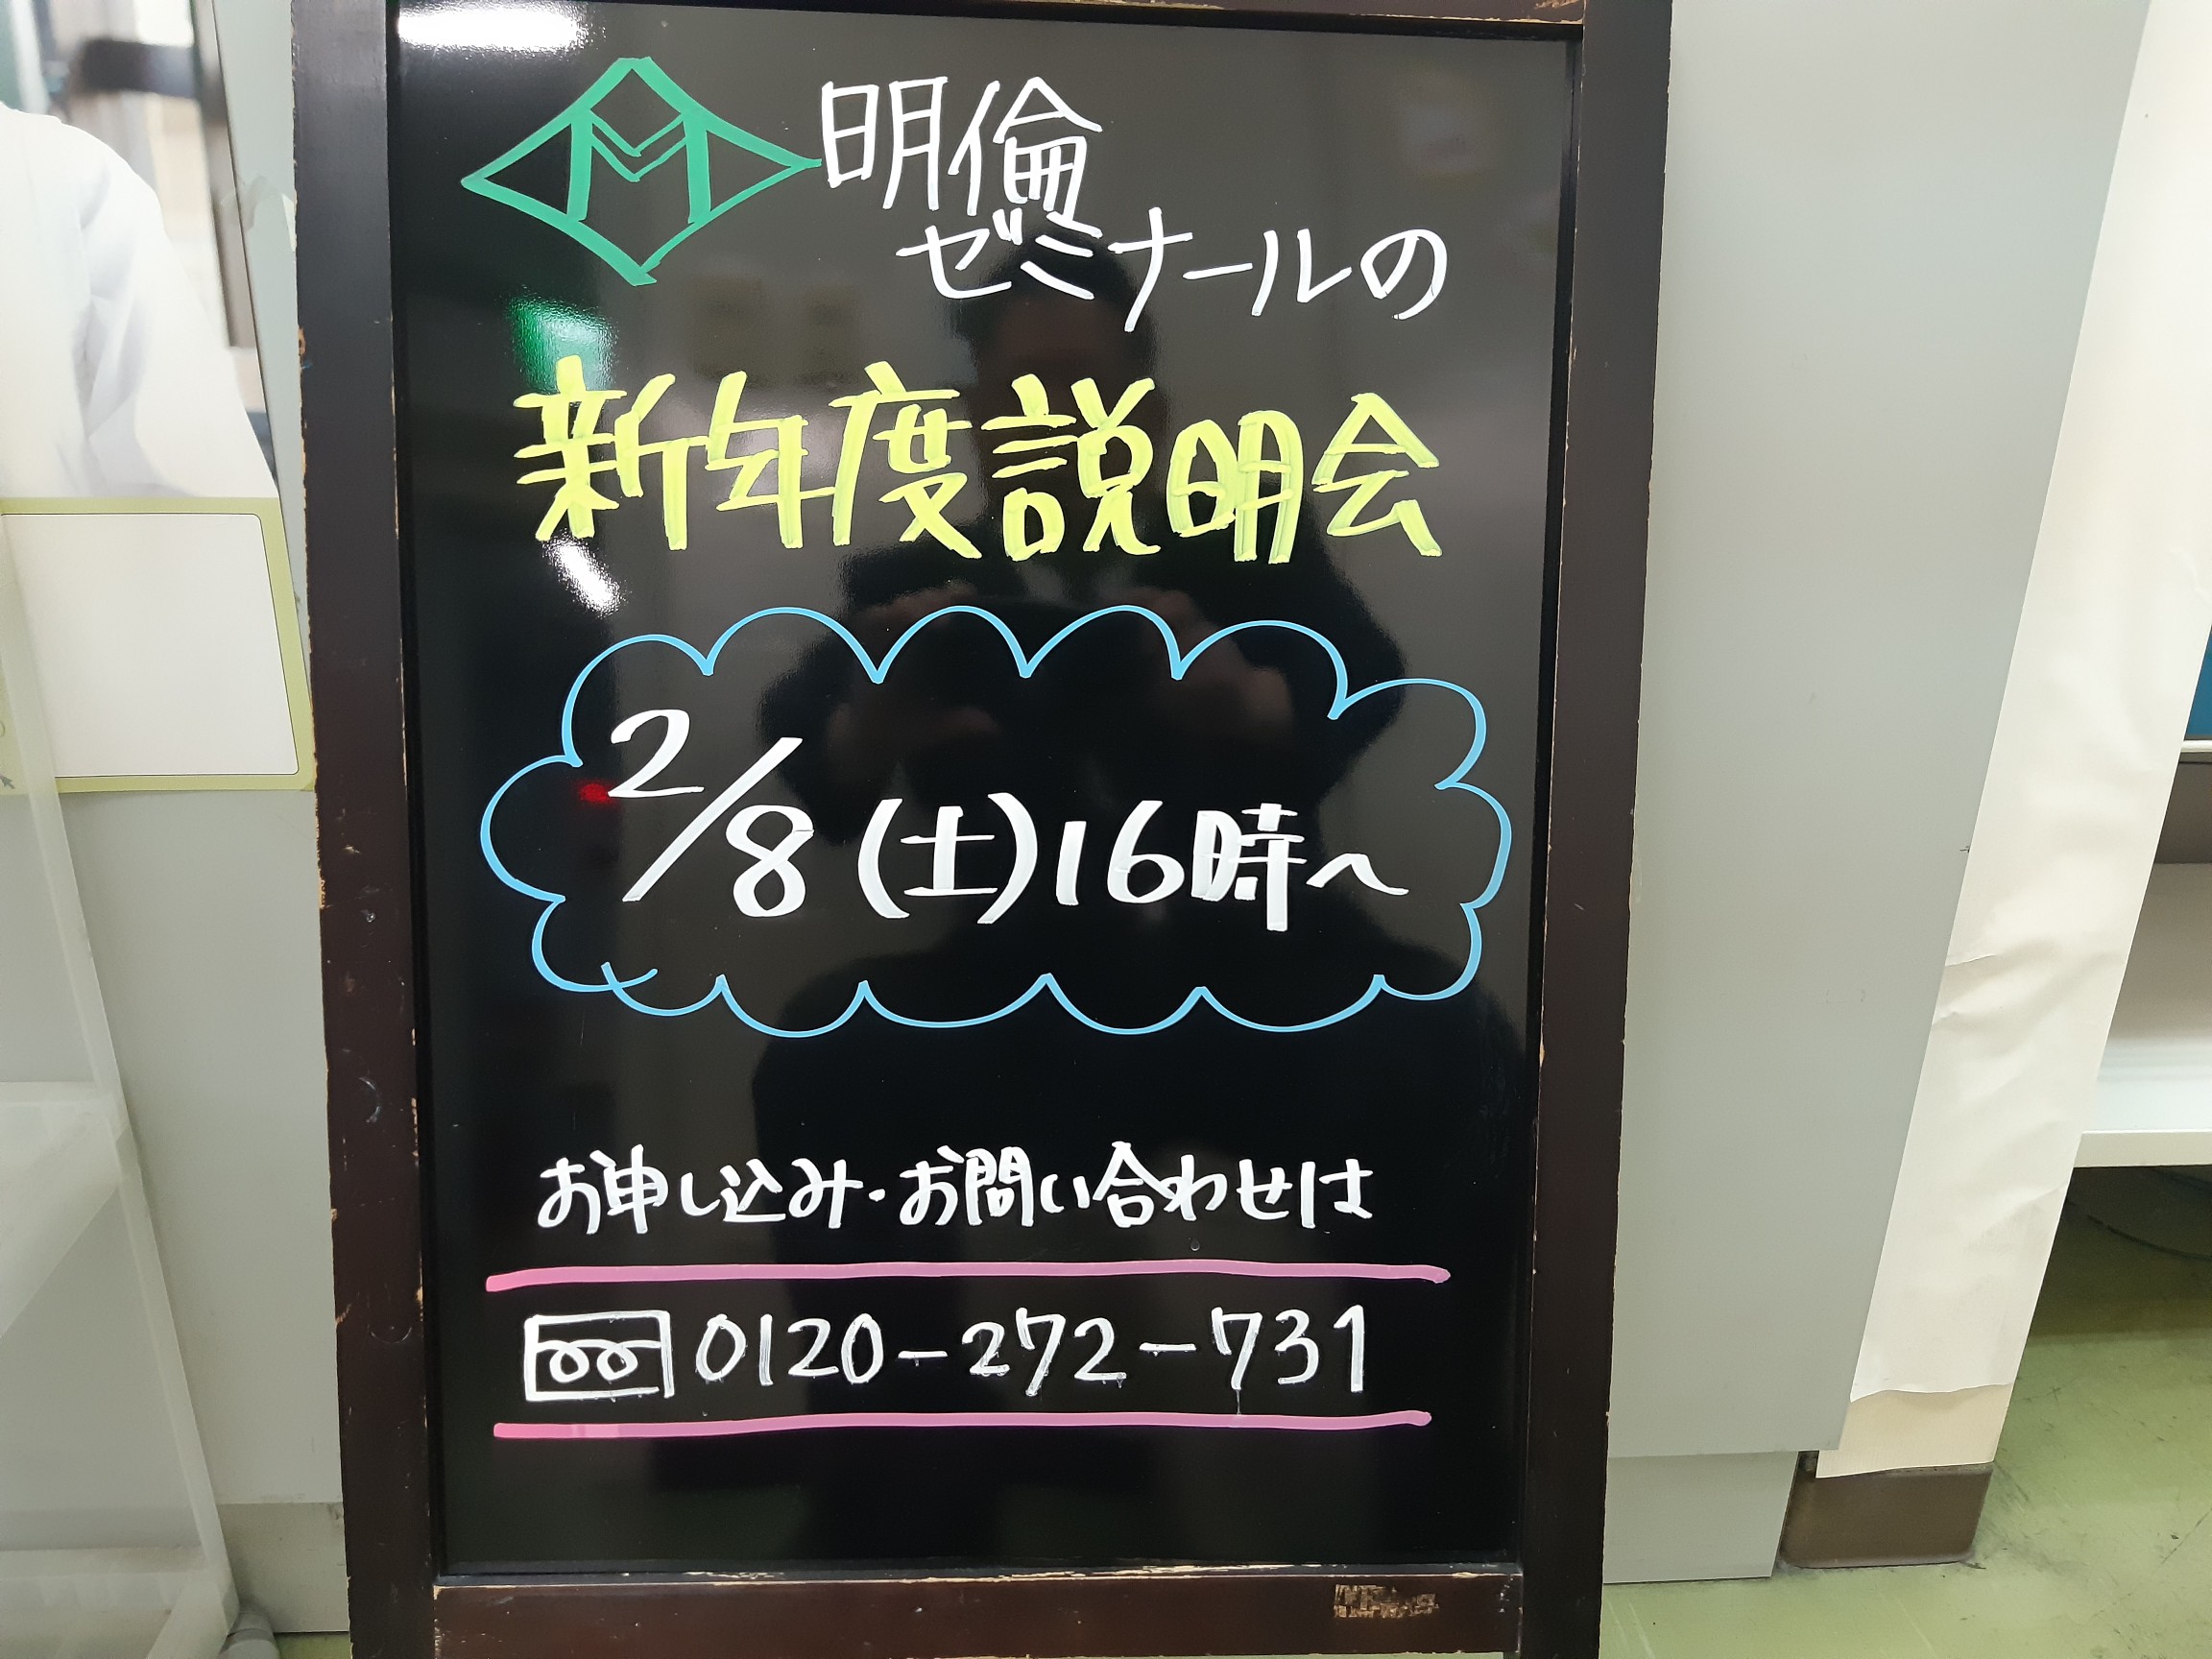 M
明倫
ゼミナールの
新年度説明会
2/8(土)16時～
お申し込み・お問い合わせは
0120-272-731